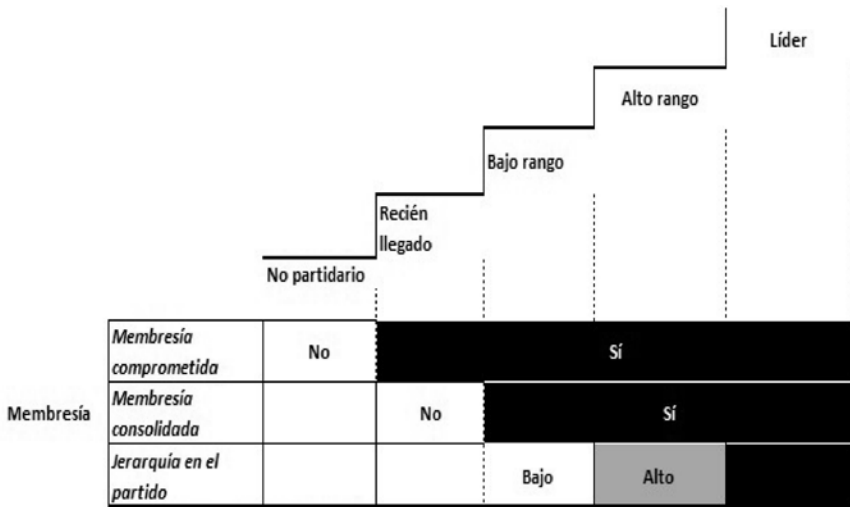 Líder
Alto rango
Bajo rango
Recién
llegado
No partidario
Membresía
Membresía
comprometida
No
Sí
Membresía
consolidada
No
Sí
Jerarquía en el
partido
Bajo
Alto